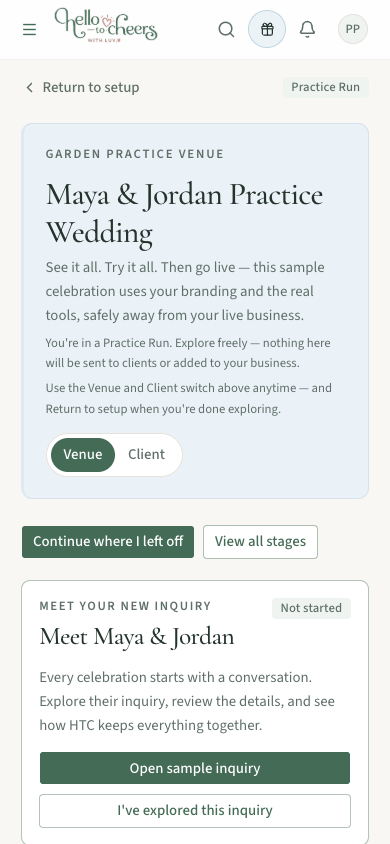 hello
to
cheers
WITH LUVE
PP
Return to setup
Practice Run
GARDEN PRACTICE VENUE
Maya & Jordan Practice
Wedding
See it all. Try it all. Then go live — this sample
celebration uses your branding and the real
tools, safely away from your live business.
You're in a Practice Run. Explore freely — nothing here
will be sent to clients or added to your business.
Use the Venue and Client switch above anytime — and
Return to setup when you're done exploring.
Venue
Client
Continue where I left off
View all stages
MEET YOUR NEW INQUIRY
Not started
Meet Maya & Jordan
Every celebration starts with a conversation.
Explore their inquiry, review the details, and see
how HTC keeps everything together.
Open sample inquiry
I've explored this inquiry